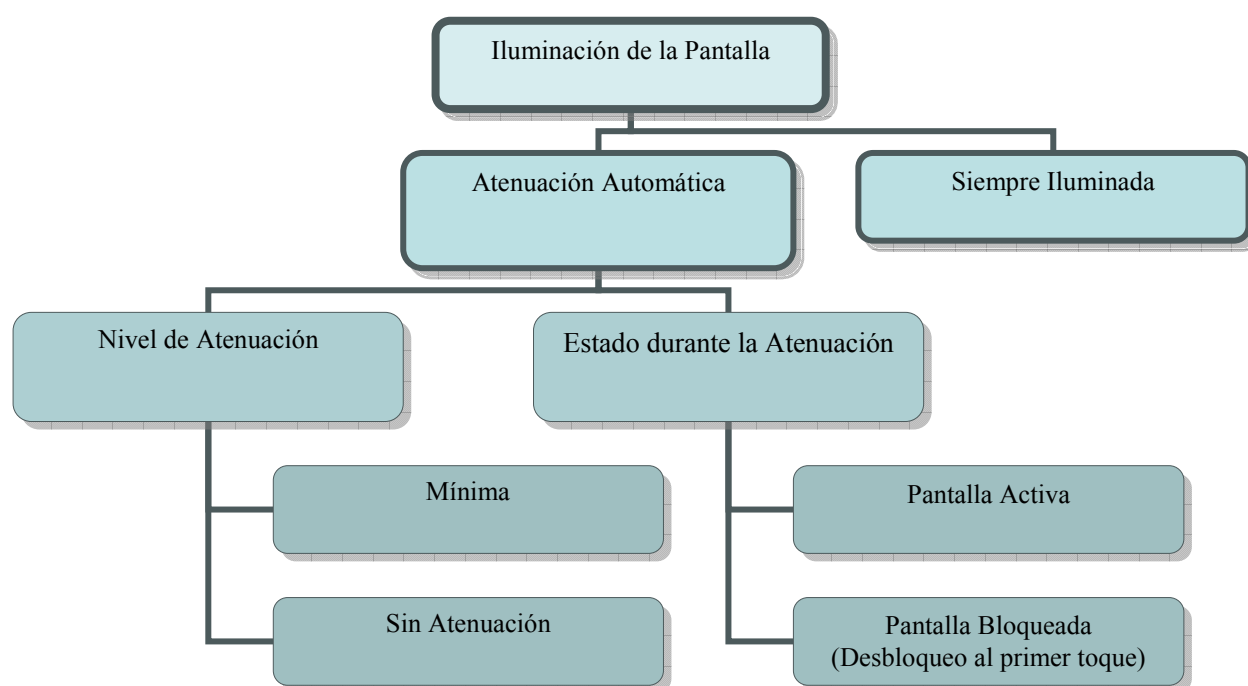 Iluminación de la Pantalla
Atenuación Automática
Siempre Iluminada
Nivel de Atenuación
Estado durante la Atenuación
Mínima
Pantalla Activa
Sin Atenuación
Pantalla Bloqueada
(Desbloqueo al primer toque)